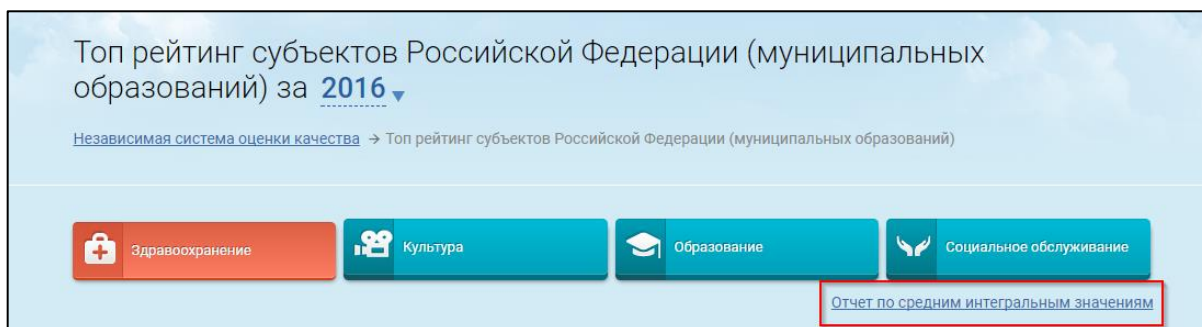 Топ рейтинг субъектов Российской Федерации (муниципальных
образований) за 2016
Независимая система оценки качества → Топ рейтинг субъектов Российской Федерации (муниципальных образований)
Здравоохранение
Культура
Образование
Социальное обслуживание
Отчет по средним интегральным значениям